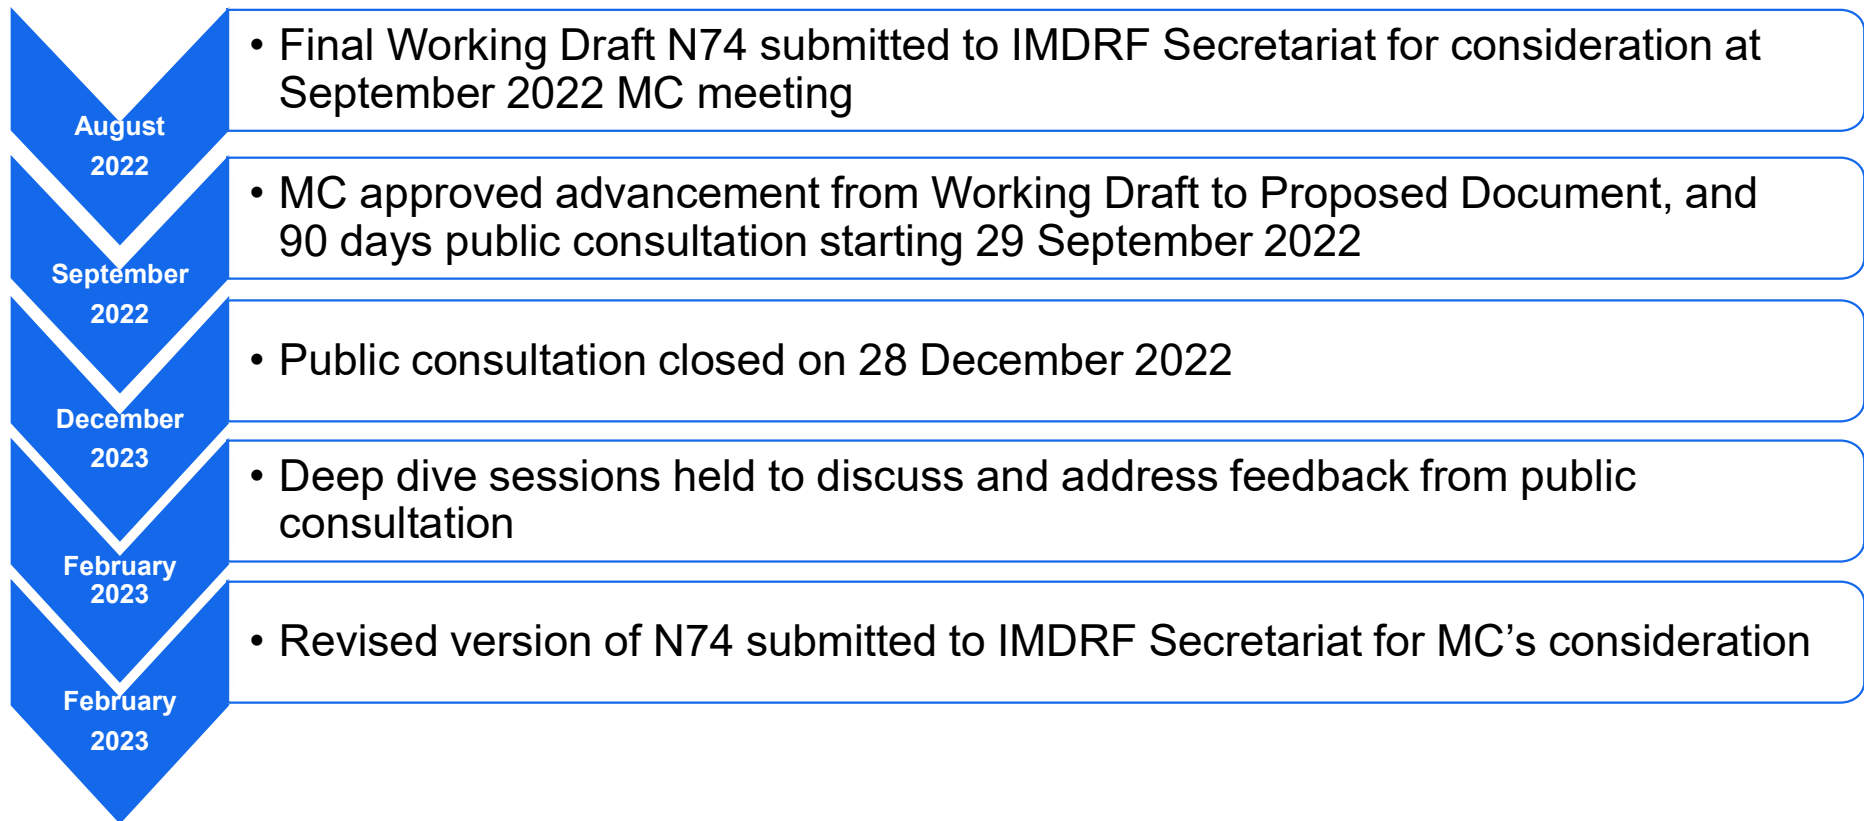 August
2022
• Final Working Draft N74 submitted to IMDRF Secretariat for consideration at
September 2022 MC meeting
September
2022
• MC approved advancement from Working Draft to Proposed Document, and
90 days public consultation starting 29 September 2022
December
2023
• Public consultation closed on 28 December 2022
February
2023
• Deep dive sessions held to discuss and address feedback from public
consultation
February
2023
• Revised version of N74 submitted to IMDRF Secretariat for MC’s consideration